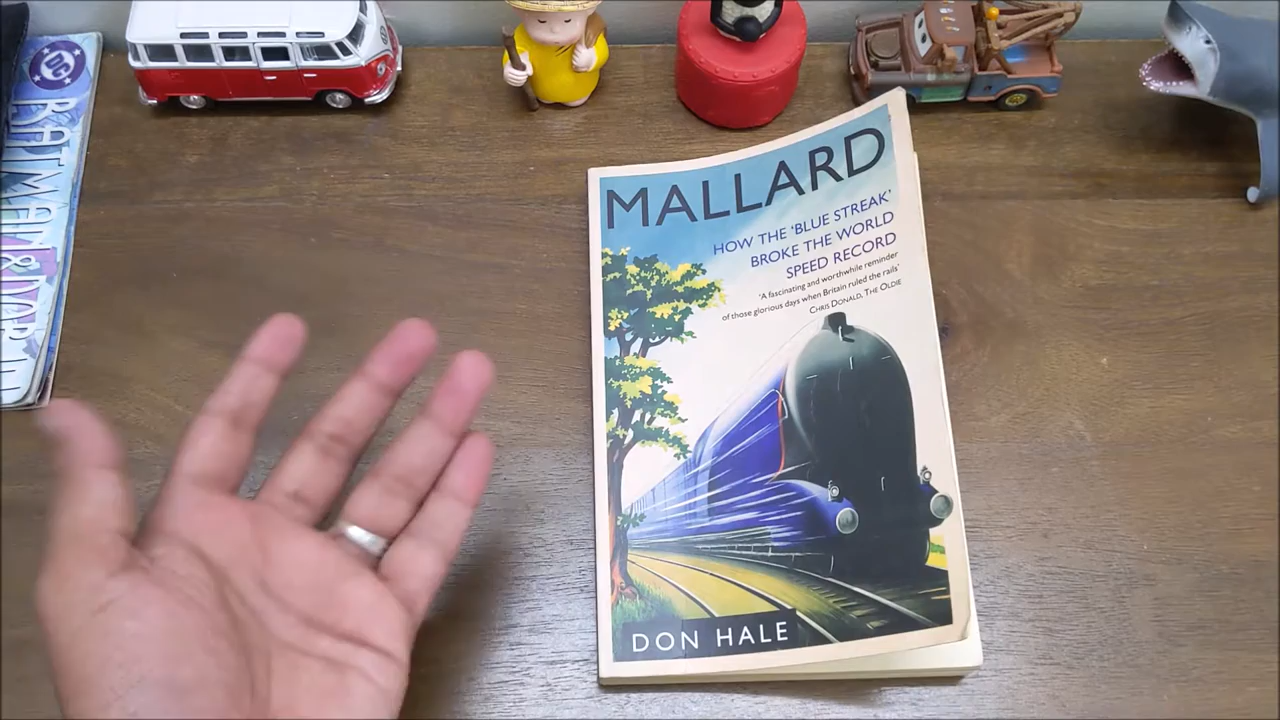 DC
BATMAN &
MALLARD
HOW THE 'BLUE STREAK'
BROKE THE WORLD
SPEED RECORD
'A fascinating and worthwhile reminder
of those glorious days when Britain ruled the rails'
CHRIS DONALD, THE OLDIE
DON HALE